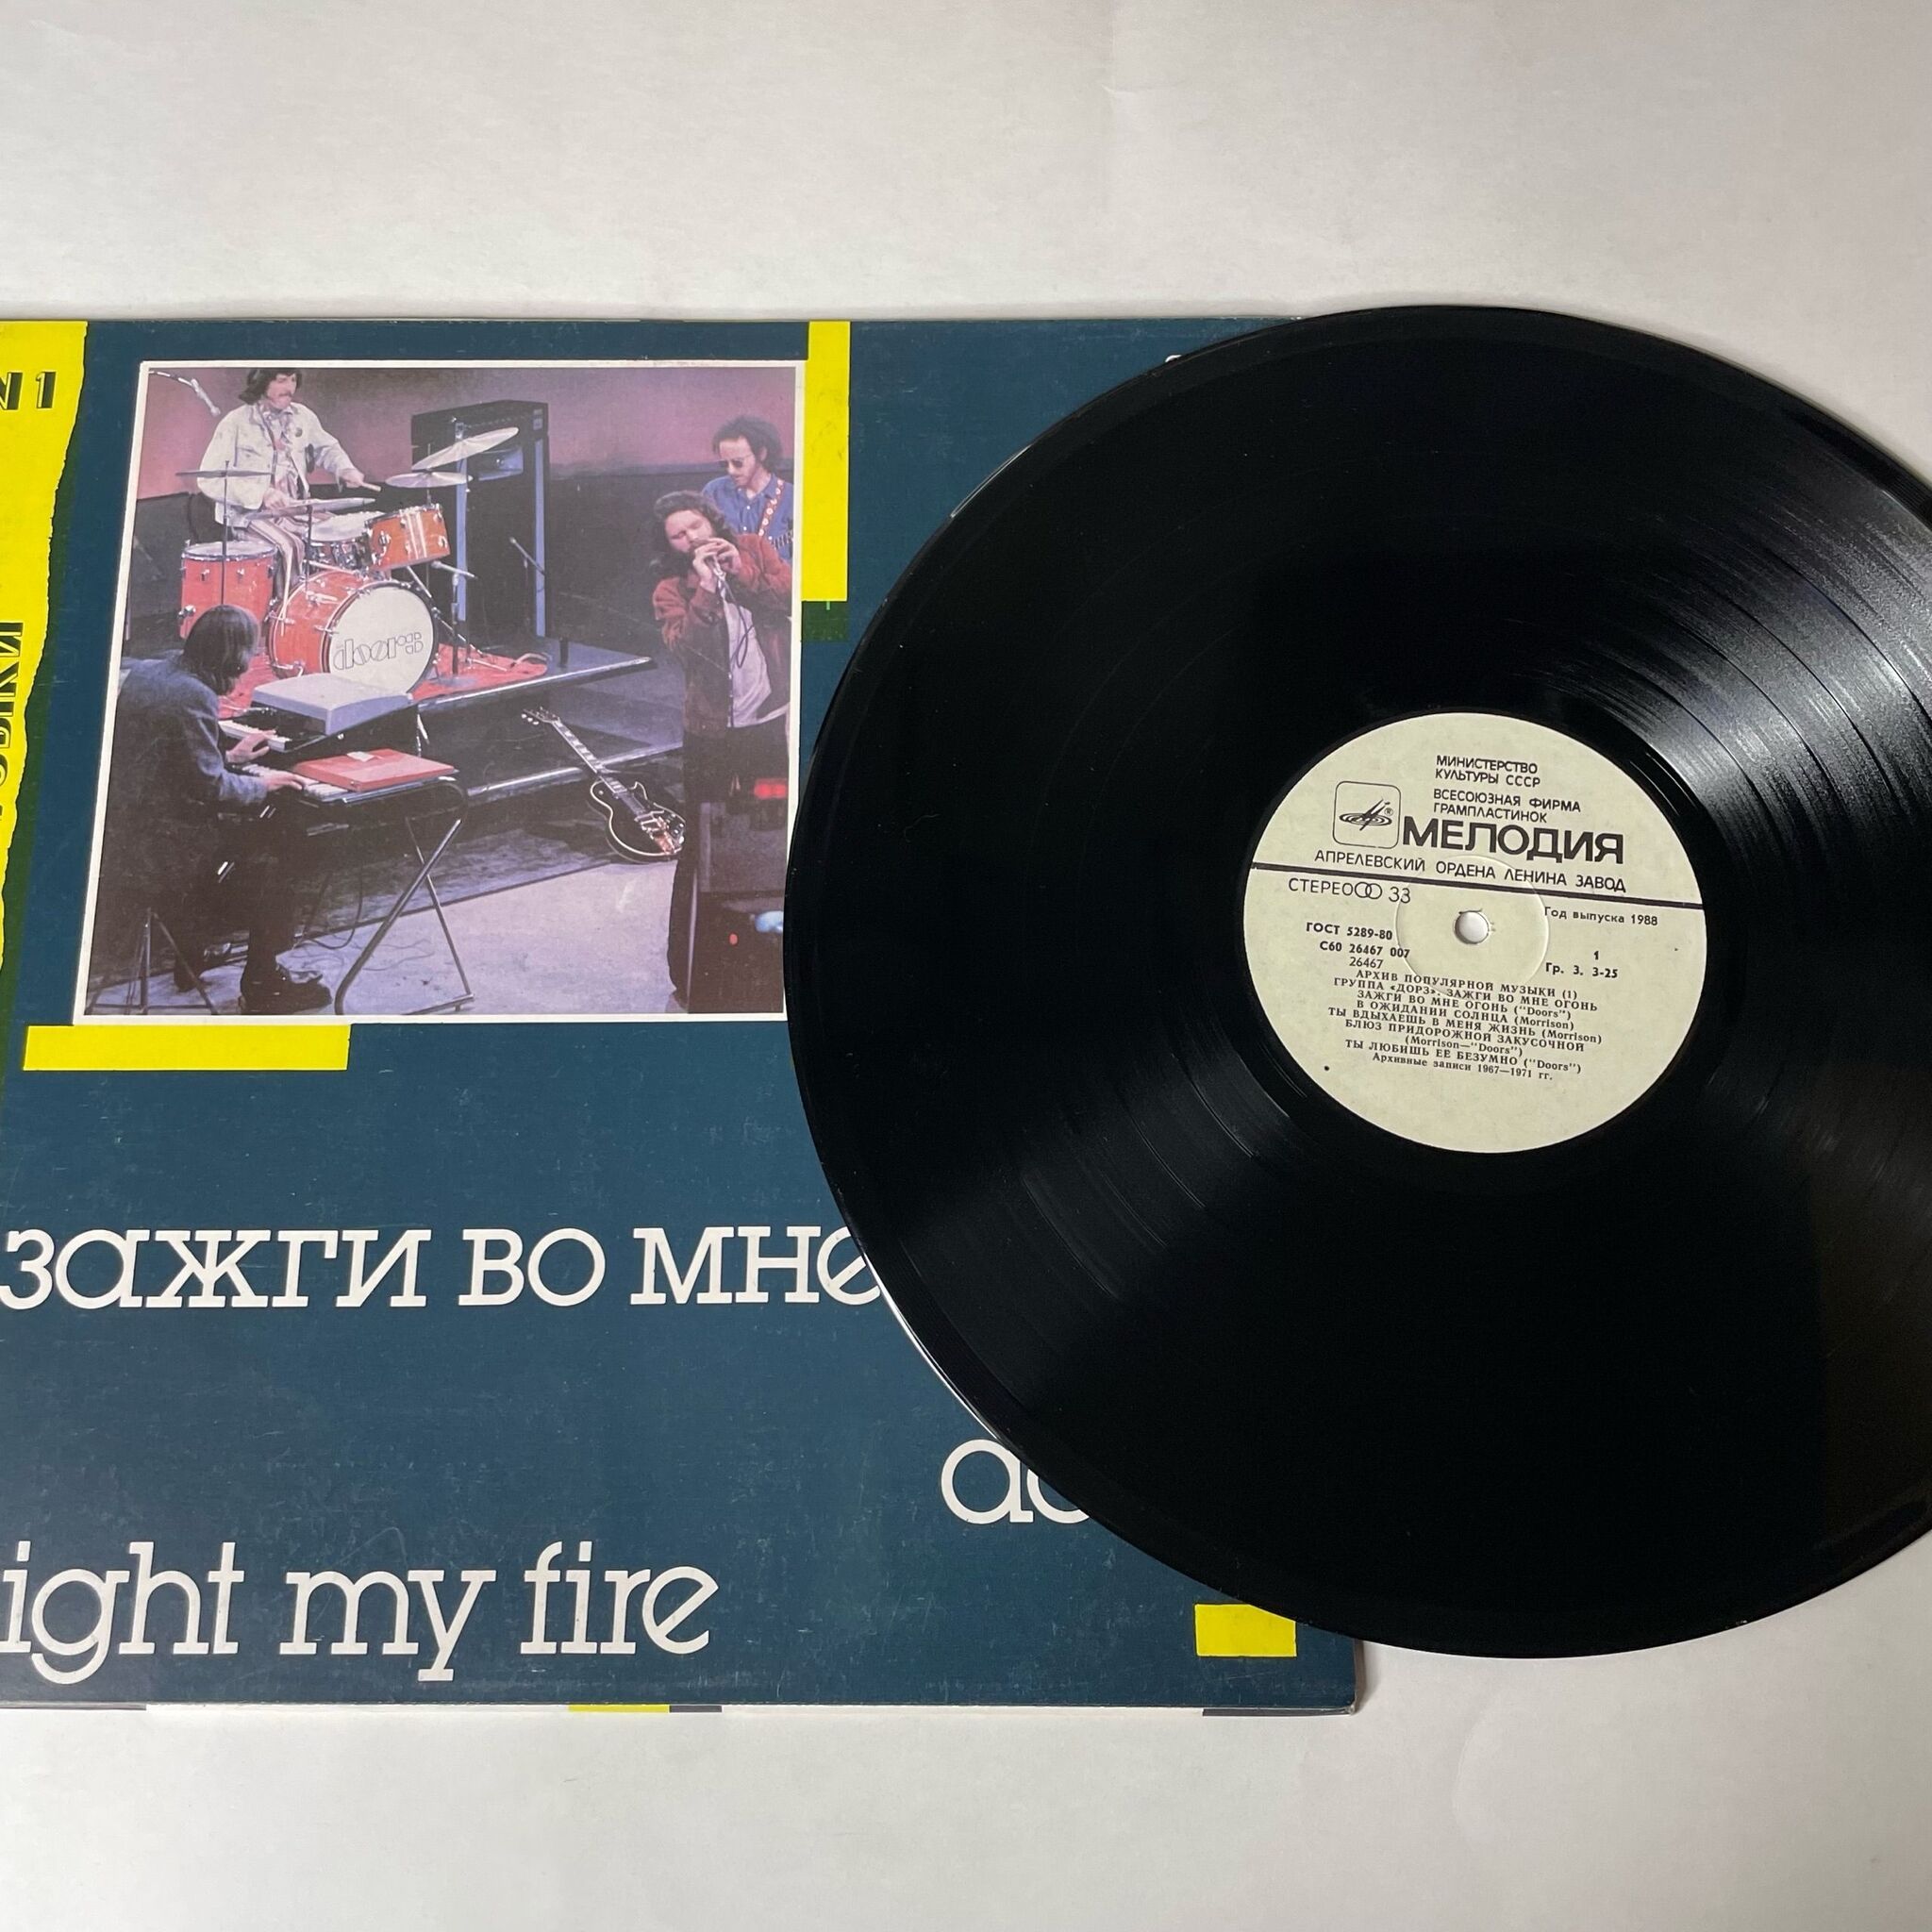 N 1
doors
зажги во мне
ight my fire
МИНИСТЕРСТВО
КУЛЬТУРЫ СССР
ВСЕСОЮЗНАЯ ФИРМА
ГРАМПЛАСТИНОК
МЕЛОДИЯ
АПРЕЛЕВСКИЙ ОРДЕНА ЛЕНИНА ЗАВОД
СТЕРЕО 33
Год выпуска 1988
ГОСТ 5289-80
С60 26467 007
1
26467
Гр. 3. 3-25
АРХИВ ПОПУЛЯРНОЙ МУЗЫКИ (1)
ГРУППА «ДОРЗ». ЗАЖГИ ВО МНЕ ОГОНЬ
ЗАЖГИ ВО МНЕ ОГОНЬ ("Doors")
В ОЖИДАНИИ СОЛНЦА (Morrison)
ТЫ ВДЫХАЕШЬ В МЕНЯ ЖИЗНЬ (Morrison)
БЛЮЗ ПРИДОРОЖНОЙ ЗАКУСОЧНОЙ
(Morrison—"Doors")
ТЫ ЛЮБИШЬ ЕЕ БЕЗУМНО ("Doors")
Архивные записи 1967—1971 гг.